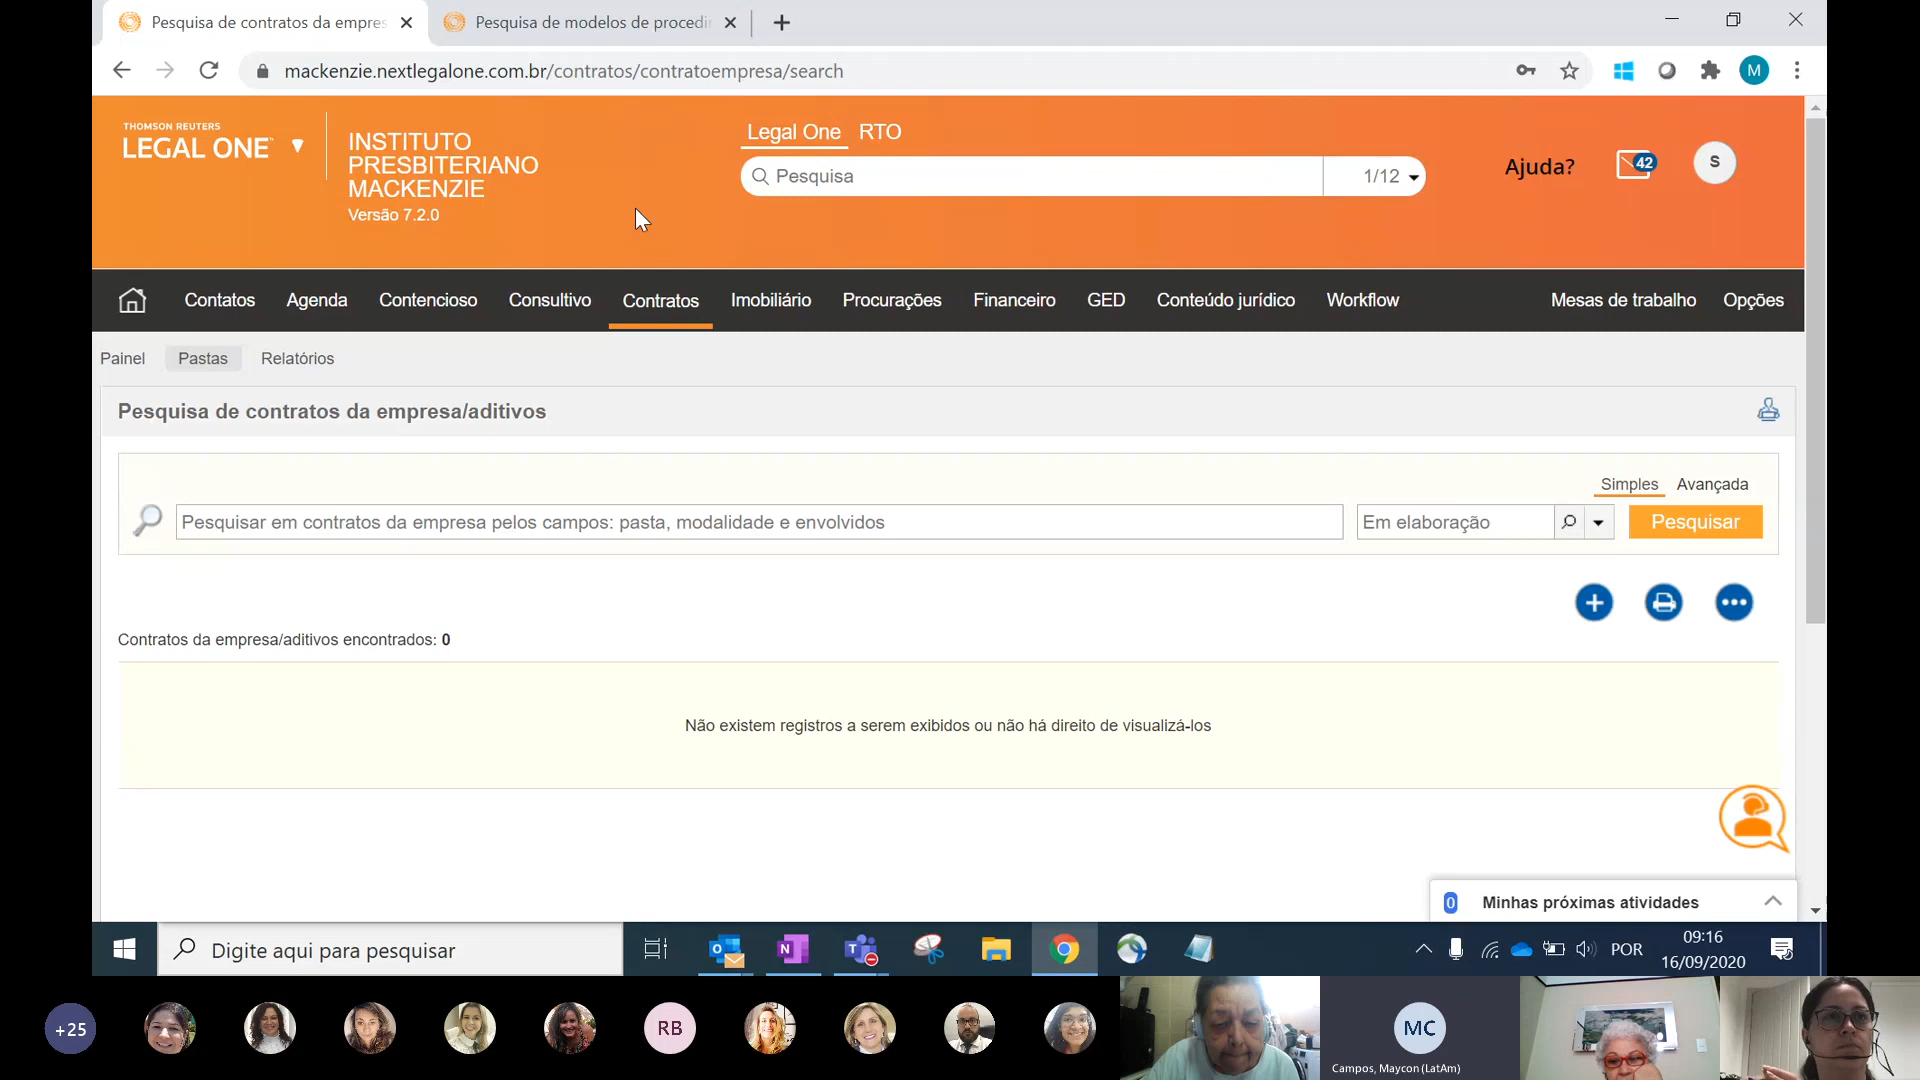 Pesquisa de contratos da empres
Pesquisa de modelos de procedi
mackenzie.nextlegalone.com.br/contratos/contratoempresa/search
M
THOMSON REUTERS
LEGAL ONE
INSTITUTO
PRESBITERIANO
MACKENZIE
Versão 7.2.0
Legal One RTO
Pesquisa 1/12
Ajuda?
42
S
Contatos Agenda Contencioso Consultivo Contratos Imobiliário Procurações Financeiro GED Conteúdo jurídico Workflow Mesas de trabalho Opções
Painel Pastas Relatórios
Pesquisa de contratos da empresa/aditivos
Simples Avançada
Pesquisar em contratos da empresa pelos campos: pasta, modalidade e envolvidos Em elaboração Pesquisar
Contratos da empresa/aditivos encontrados: 0
Não existem registros a serem exibidos ou não há direito de visualizá-los
0 Minhas próximas atividades
Digite aqui para pesquisar
POR
09:16
16/09/2020
+25
RB
MC
Campos, Maycon (LatAm)